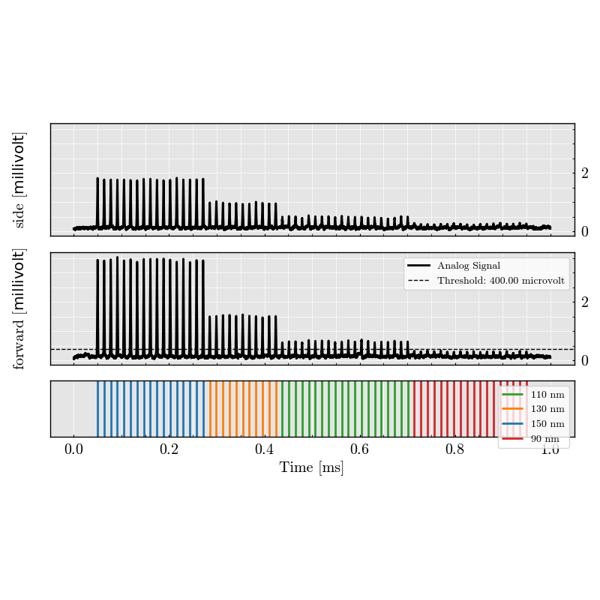 side [millivolt]
2
0
forward [millivolt]
Analog Signal
Threshold: 400.00 microvolt
2
0
110 nm
130 nm
150 nm
90 nm
0.0 0.2 0.4 0.6 0.8 1.0
Time [ms]